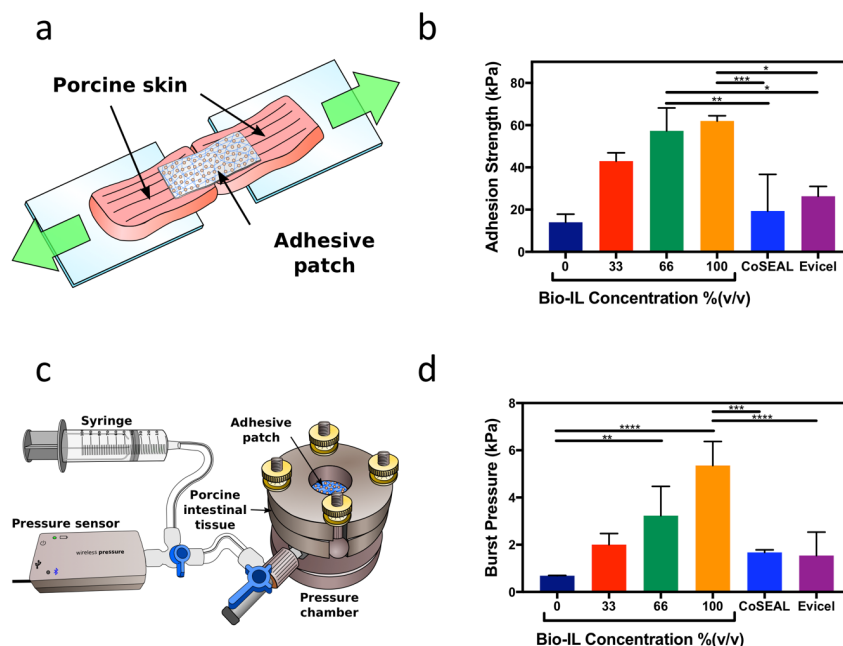 a
Porcine skin
Adhesive
patch
b
Adhesion Strength (kPa)
80
60
40
20
0
*
***
*
**
0 33 66 100 CoSEAL Evicel
Bio-IL Concentration %(v/v)
c
Syringe
Adhesive
patch
Porcine
intestinal
tissue
Pressure sensor
wireless pressure
Pressure
chamber
d
Burst Pressure (kPa)
8
6
4
2
0
***
****
****
**
0 33 66 100 CoSEAL Evicel
Bio-IL Concentration %(v/v)